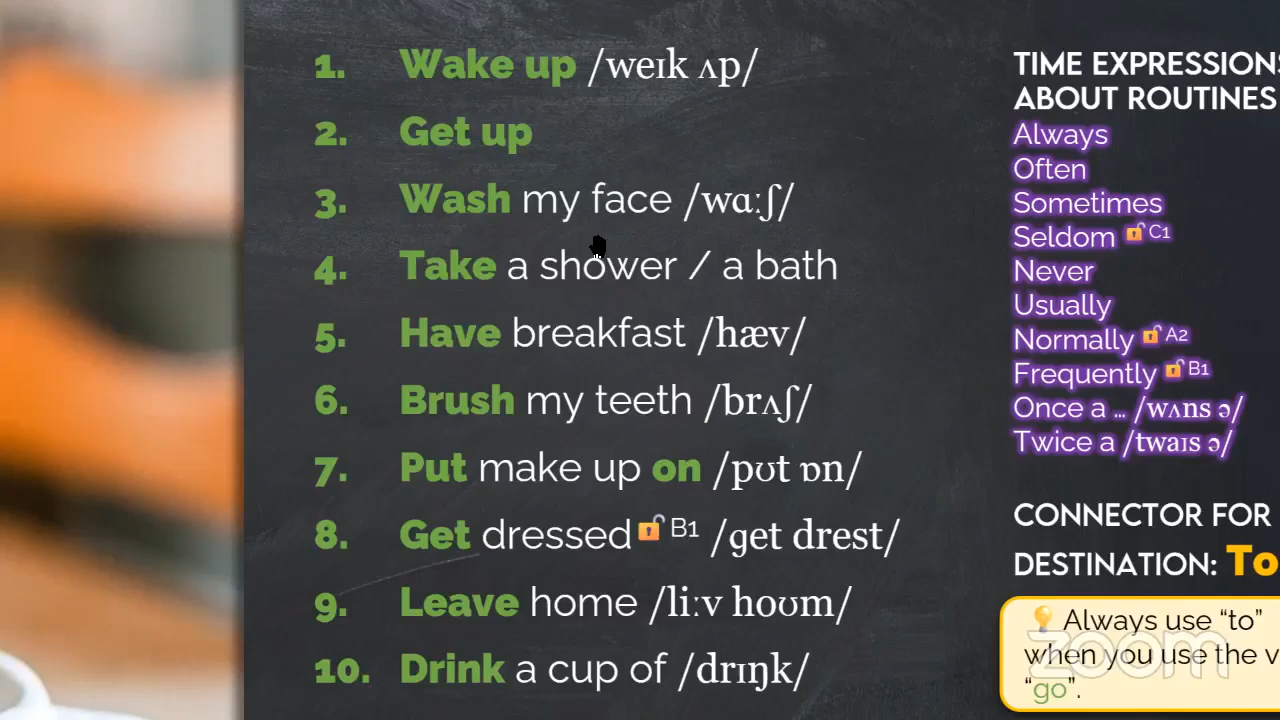 1. Wake up /weɪk ʌp/
2. Get up
3. Wash my face /wɑːʃ/
4. Take a shower / a bath
5. Have breakfast /hæv/
6. Brush my teeth /brʌʃ/
7. Put make up on /pʊt ɒn/
8. Get dressed 🔓 B1 /ɡet drest/
9. Leave home /liːv hoʊm/
10. Drink a cup of /drɪŋk/
TIME EXPRESSIONS
ABOUT ROUTINES
Always
Often
Sometimes
Seldom 🔓 C1
Never
Usually
Normally 🔓 A2
Frequently 🔓 B1
Once a ... /wʌns ə/
Twice a /twaɪs ə/
CONNECTOR FOR
DESTINATION: To
💡 Always use “to”
when you use the v
“go”.
zoom